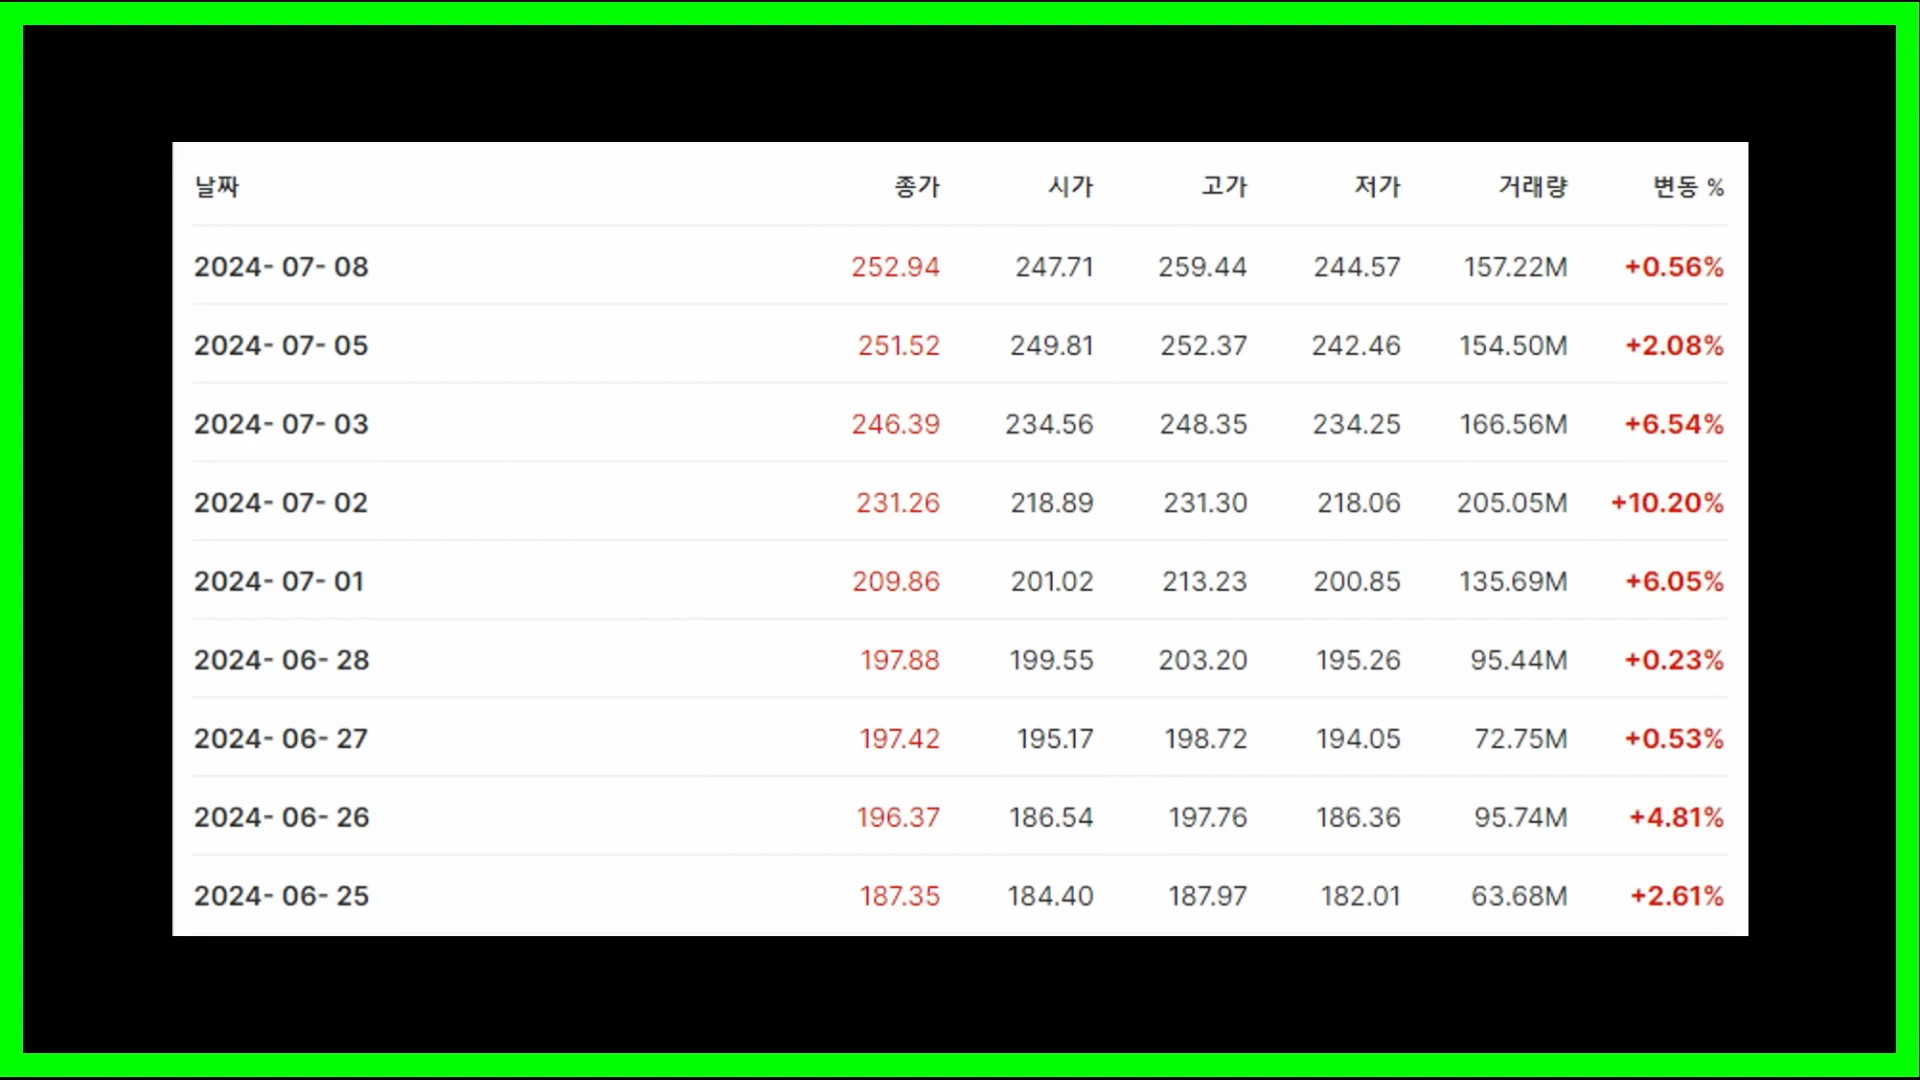 날짜 종가 시가 고가 저가 거래량 변동 %
2024- 07- 08 252.94 247.71 259.44 244.57 157.22M +0.56%
2024- 07- 05 251.52 249.81 252.37 242.46 154.50M +2.08%
2024- 07- 03 246.39 234.56 248.35 234.25 166.56M +6.54%
2024- 07- 02 231.26 218.89 231.30 218.06 205.05M +10.20%
2024- 07- 01 209.86 201.02 213.23 200.85 135.69M +6.05%
2024- 06- 28 197.88 199.55 203.20 195.26 95.44M +0.23%
2024- 06- 27 197.42 195.17 198.72 194.05 72.75M +0.53%
2024- 06- 26 196.37 186.54 197.76 186.36 95.74M +4.81%
2024- 06- 25 187.35 184.40 187.97 182.01 63.68M +2.61%